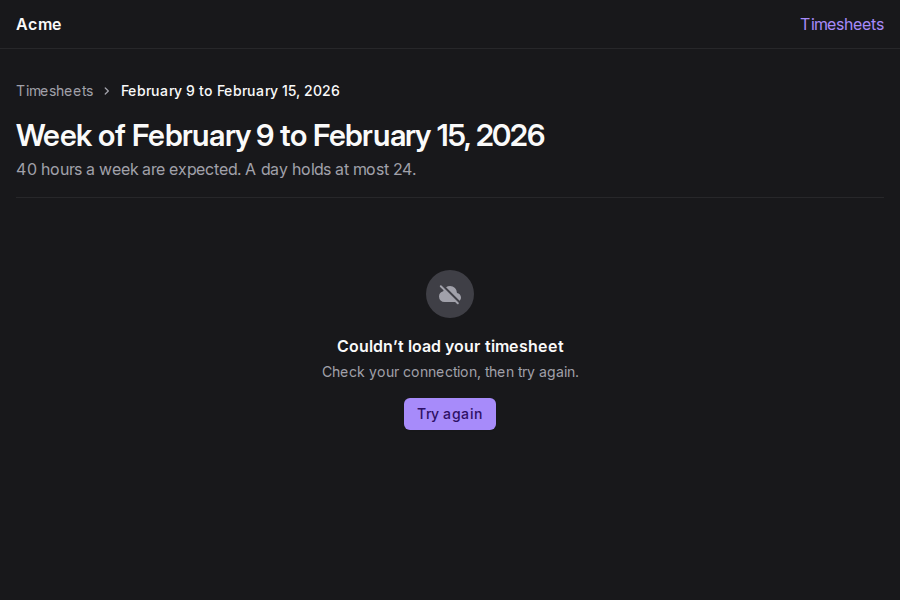 Acme
Timesheets
Timesheets > February 9 to February 15, 2026
Week of February 9 to February 15, 2026
40 hours a week are expected. A day holds at most 24.
Couldn’t load your timesheet
Check your connection, then try again.
Try again